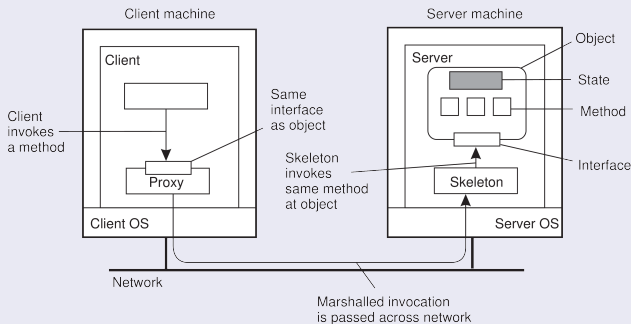 Client machine
Server machine
Client
Server
Object
State
Method
Interface
Client
invokes
a method
Same
interface
as object
Skeleton
invokes
same method
at object
Proxy
Skeleton
Client OS
Server OS
Network
Marshalled invocation
is passed across network